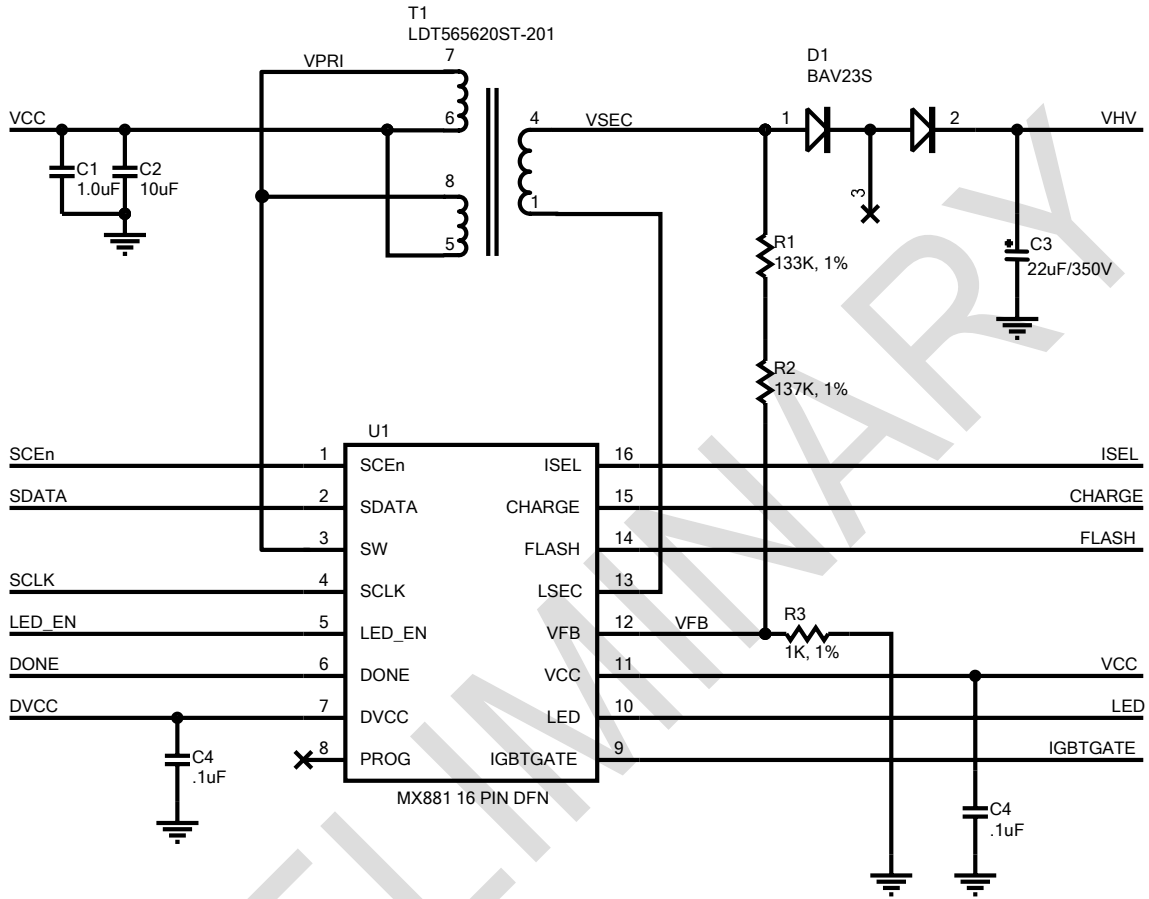 T1
LDT565620ST-201
7
VPRI
D1
BAV23S
VCC
6
4
VSEC
1
2
VHV
C1
1.0uF
C2
10uF
8
5
1
3
R1
133K, 1%
C3
22uF/350V
R2
137K, 1%
U1
SCEn
1
SCEn
ISEL
16
ISEL
SDATA
2
SDATA
CHARGE
15
CHARGE
3
SW
FLASH
14
FLASH
SCLK
4
SCLK
LSEC
13
LED_EN
5
LED_EN
VFB
12
VFB
R3
1K, 1%
DONE
6
DONE
VCC
11
VCC
DVCC
7
DVCC
LED
10
LED
8
PROG
IGBTGATE
9
IGBTGATE
C4
.1uF
MX881 16 PIN DFN
C4
.1uF
ELIMINARY